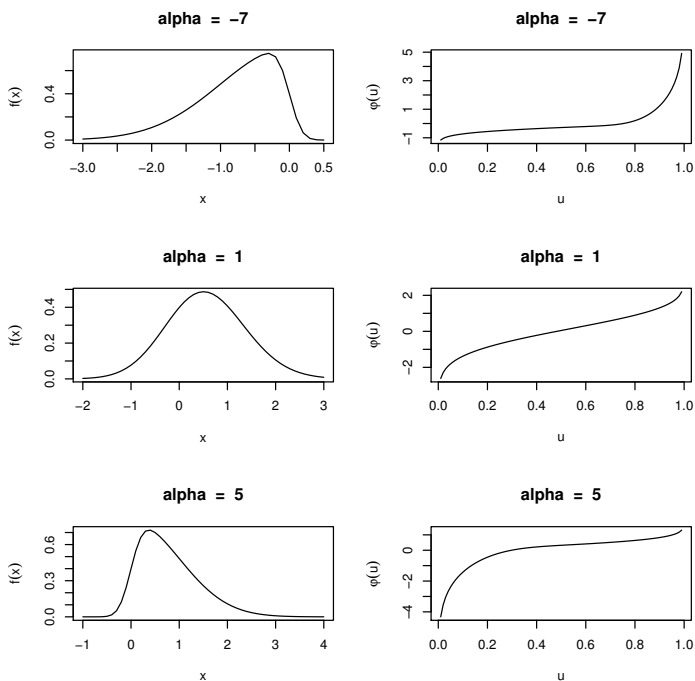 alpha = −7
f(x)
0.0 0.4
−3.0 −2.0 −1.0 0.0 0.5
x
alpha = −7
φ(u)
−1 1 3 5
0.0 0.2 0.4 0.6 0.8 1.0
u
alpha = 1
f(x)
0.0 0.2 0.4
−2 −1 0 1 2 3
x
alpha = 1
φ(u)
−2 0 2
0.0 0.2 0.4 0.6 0.8 1.0
u
alpha = 5
f(x)
0.0 0.3 0.6
−1 0 1 2 3 4
x
alpha = 5
φ(u)
−4 −2 0
0.0 0.2 0.4 0.6 0.8 1.0
u